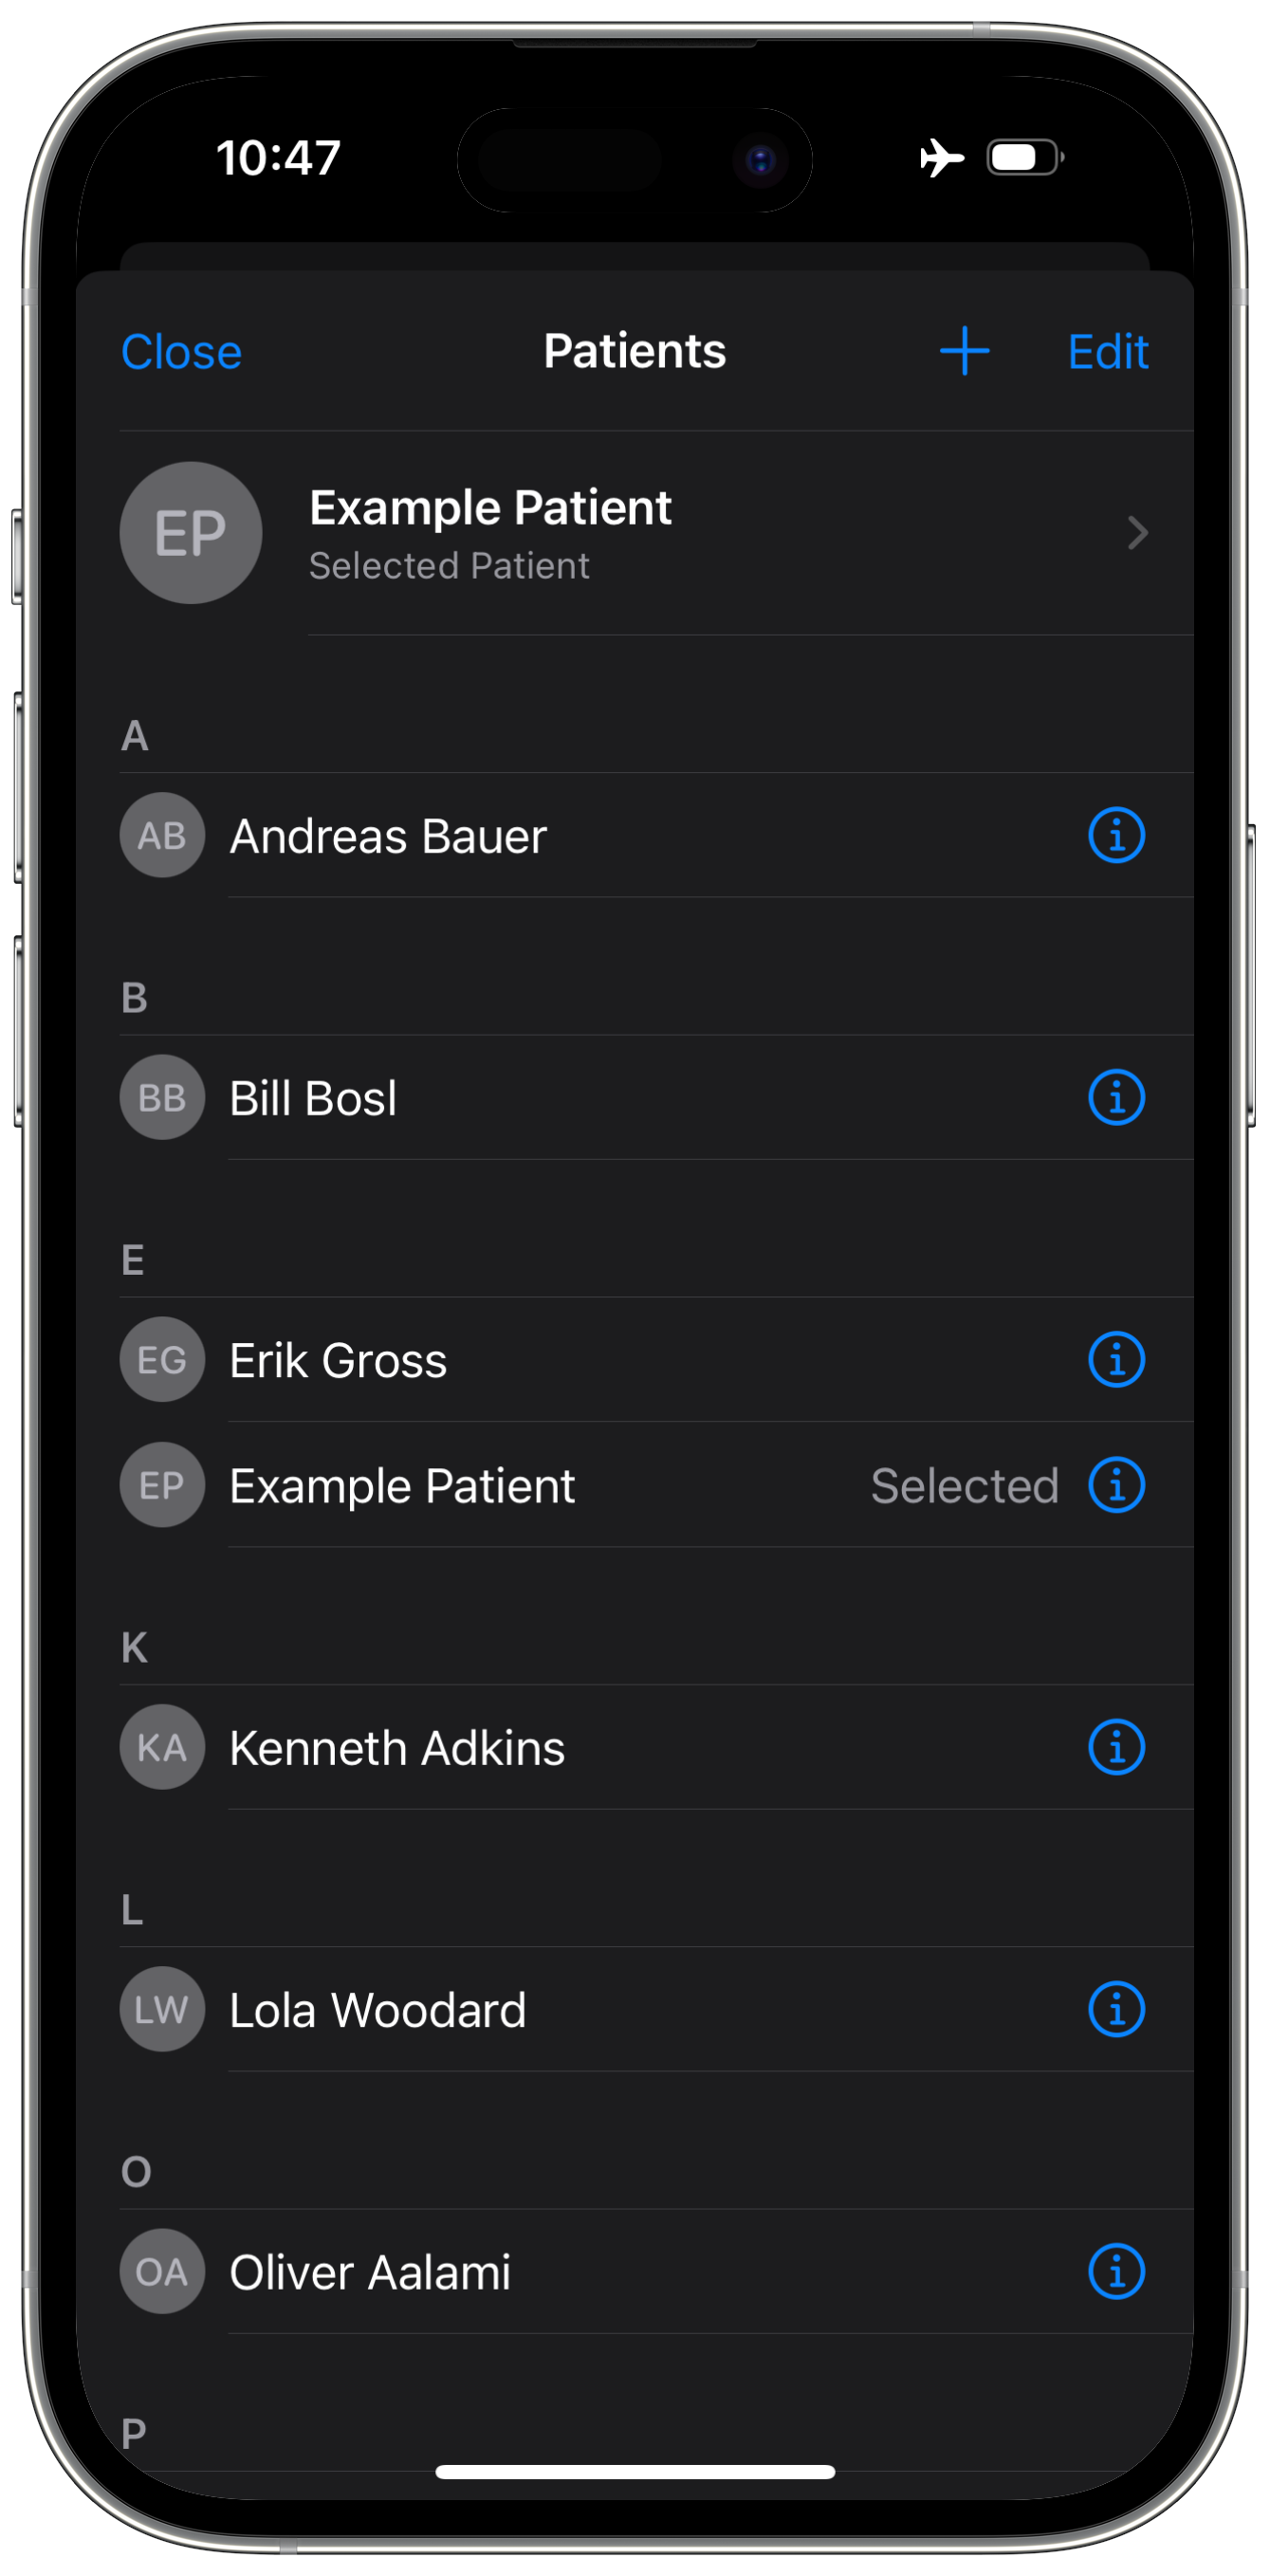 10:47
Close Patients + Edit
EP Example Patient
Selected Patient
A
AB Andreas Bauer
B
BB Bill Bosl
E
EG Erik Gross
EP Example Patient Selected
K
KA Kenneth Adkins
L
LW Lola Woodard
O
OA Oliver Aalami
P